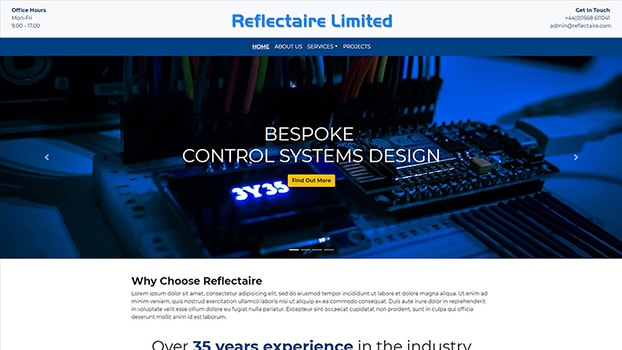 Office Hours
Mon-Fri
9.00 - 17.00
Reflectaire Limited
Get In Touch
+44(0)1568 611041
admin@reflectaire.com
HOME ABOUT US SERVICES PROJECTS
BESPOKE
CONTROL SYSTEMS DESIGN
Find Out More
3Y35
Why Choose Reflectaire
Lorem ipsum dolor sit amet, consectetur adipisicing elit, sed do eiusmod tempor incididunt ut labore et dolore magna aliqua. Ut enim ad
minim veniam, quis nostrud exercitation ullamco laboris nisi ut aliquip ex ea commodo consequat. Duis aute irure dolor in reprehenderit
in voluptate velit esse cillum dolore eu fugiat nulla pariatur. Excepteur sint occaecat cupidatat non proident, sunt in culpa qui officia
deserunt mollit anim id est laborum.
Over 35 years experience in the industry